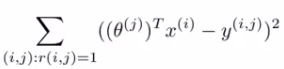 ∑ ((θ^(j))^T x^(i) − y^(i,j))^2
(i,j):r(i,j)=1